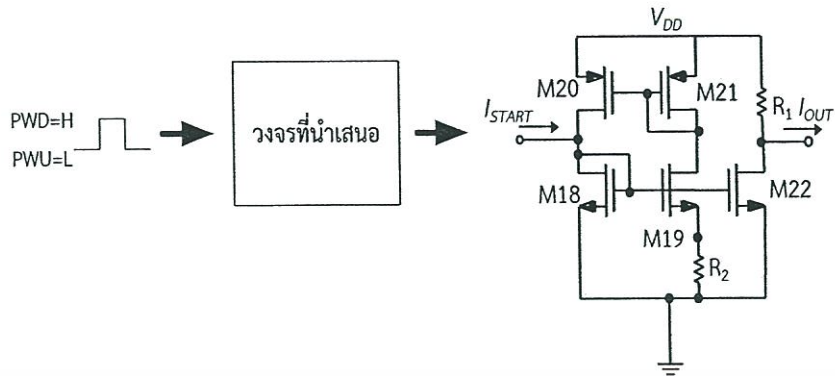 V_DD
M20
M21
R_1
I_OUT
I_START
PWD=H
PWU=L
วงจรที่นำเสนอ
M18
M22
M19
R_2